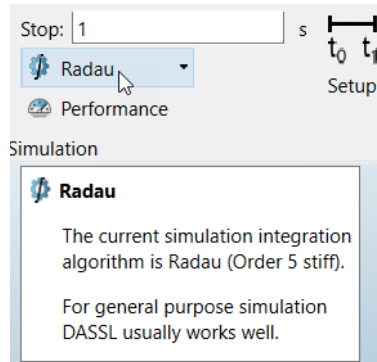 Stop: 1 s
t0 t1
Radau
Setup
Performance
Simulation
Radau
The current simulation integration
algorithm is Radau (Order 5 stiff).
For general purpose simulation
DASSL usually works well.